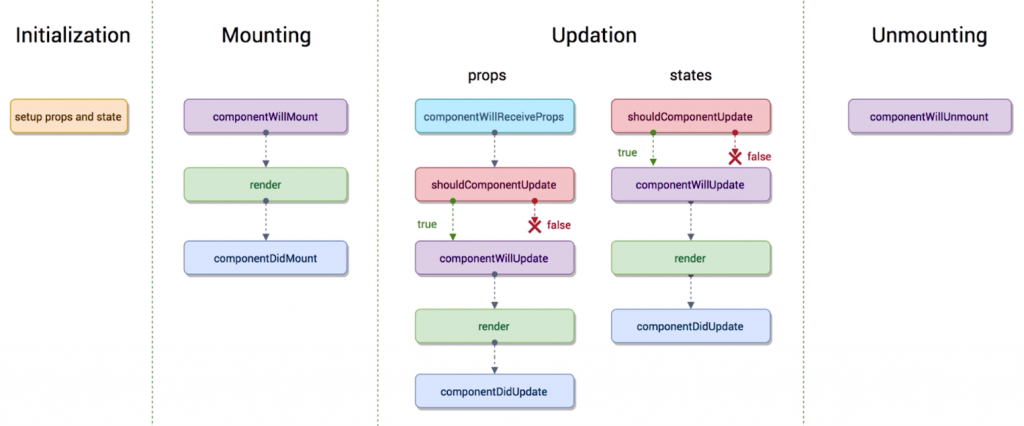 Initialization
Mounting
Updation
Unmounting
props
states
setup props and state
componentWillMount
render
componentDidMount
componentWillReceiveProps
shouldComponentUpdate
true
false
componentWillUpdate
render
componentDidUpdate
shouldComponentUpdate
true
false
componentWillUpdate
render
componentDidUpdate
componentWillUnmount